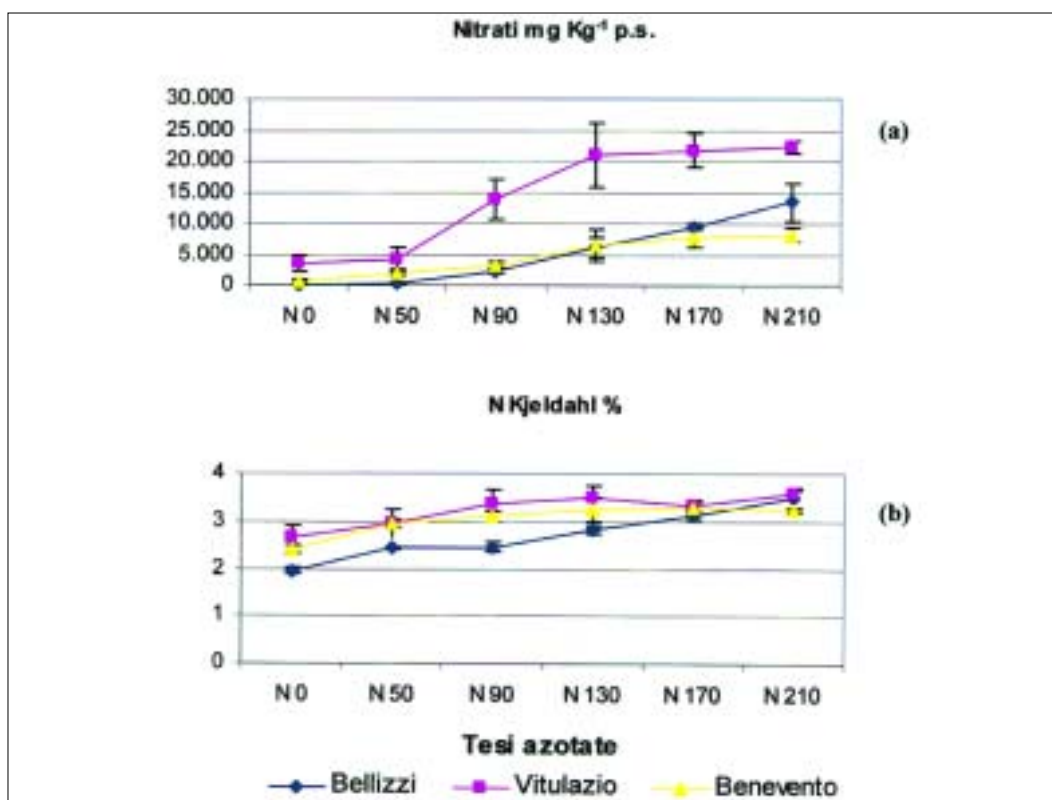 Nitrati mg Kg⁻¹ p.s.
30.000
25.000
20.000
15.000
10.000
5.000
0
(a)
N 0 N 50 N 90 N 130 N 170 N 210
N Kjeldahl %
4
3
2
1
0
(b)
N 0 N 50 N 90 N 130 N 170 N 210
Tesi azotate
Bellizzi Vitulazio Benevento